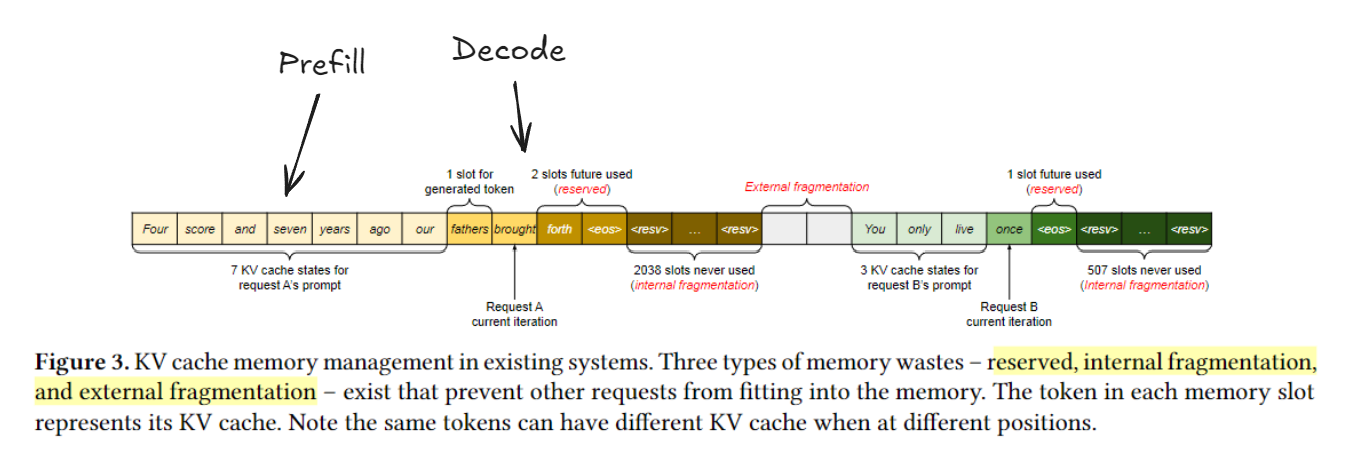 Prefill
Decode
1 slot for
generated token
2 slots future used
(reserved)
External fragmentation
1 slot future used
(reserved)
Four score and seven years ago our fathers brought forth <eos> <resv> ... <resv> You only live once <eos> <resv> ... <resv>
7 KV cache states for
request A's prompt
2038 slots never used
(internal fragmentation)
3 KV cache states for
request B's prompt
507 slots never used
(Internal fragmentation)
Request A
current iteration
Request B
current iteration
Figure 3. KV cache memory management in existing systems. Three types of memory wastes – reserved, internal fragmentation,
and external fragmentation – exist that prevent other requests from fitting into the memory. The token in each memory slot
represents its KV cache. Note the same tokens can have different KV cache when at different positions.